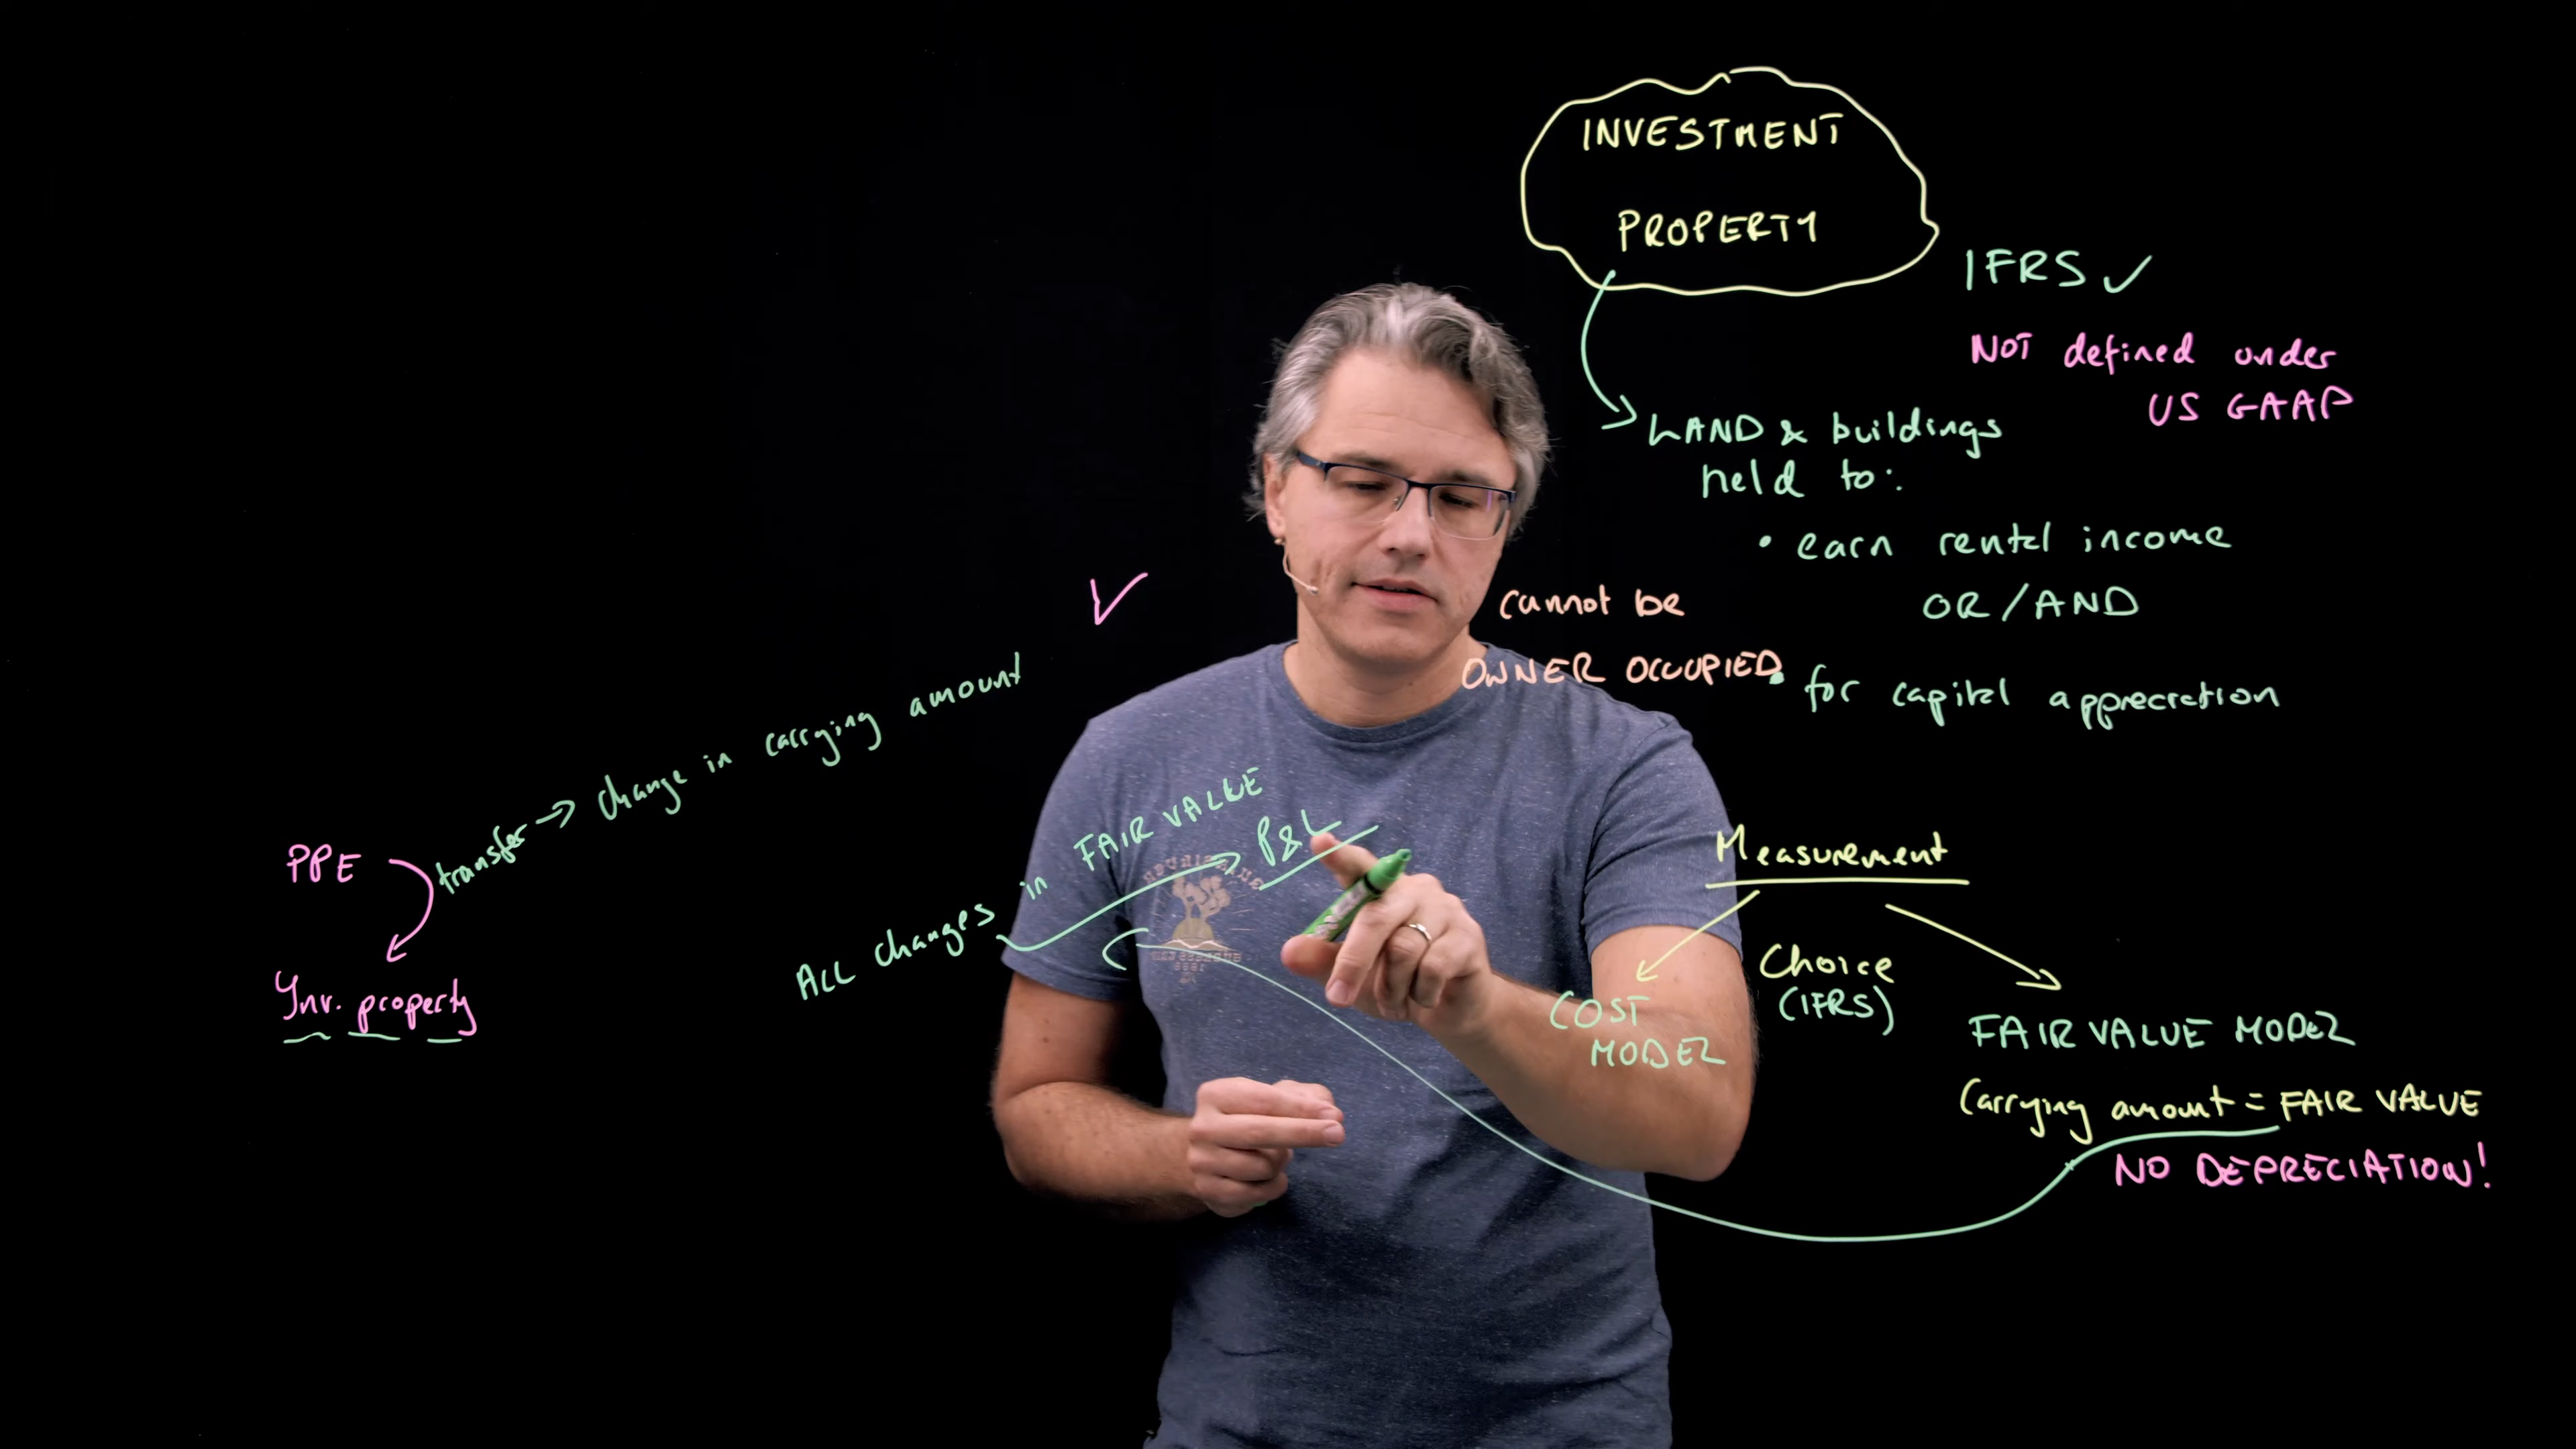 INVESTMENT
PROPERTY
IFRS ✓
NOT defined under
US GAAP
LAND & buildings
held to:
• earn rental income
OR/AND
• for capital apprecration
cannot be
OWNER OCCUPIED
Measurement
Choice
(IFRS)
COST
MODEL
FAIR VALUE MODEL
Carrying amount = FAIR VALUE
NO DEPRECIATION!
ALL changes in FAIR VALUE
P&L
PPE
transfer → change in carrying amount
Inv. property